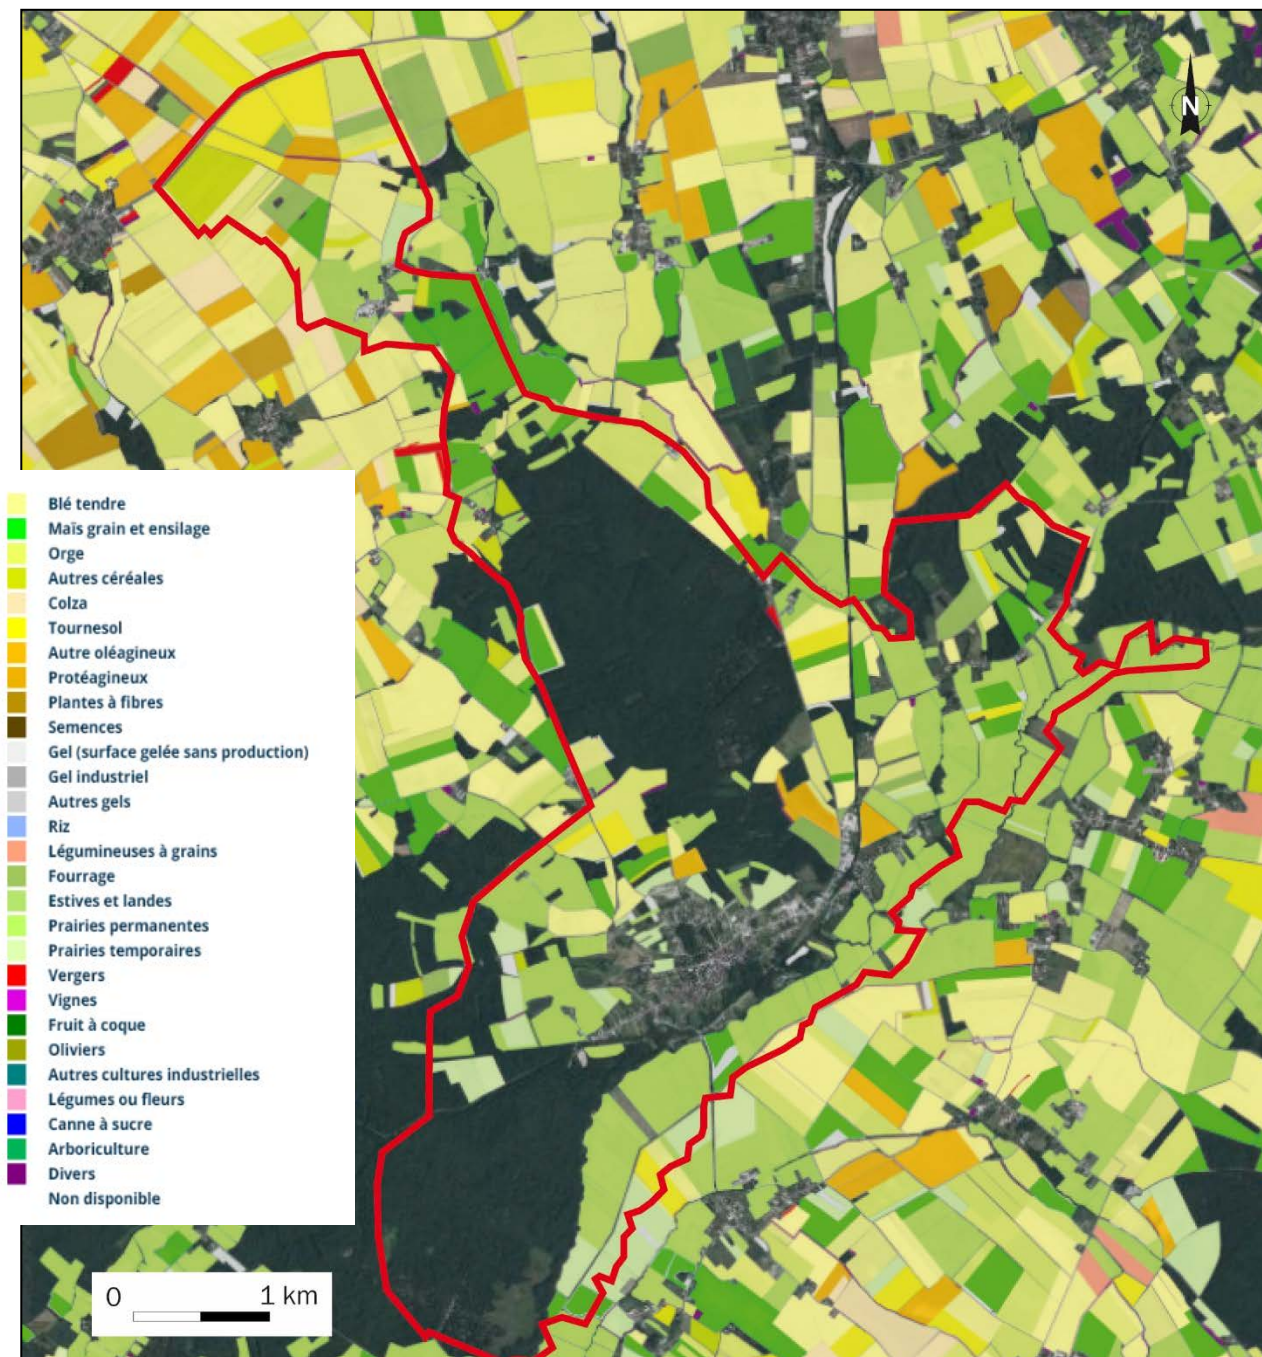 N
Blé tendre
Maïs grain et ensilage
Orge
Autres céréales
Colza
Tournesol
Autre oléagineux
Protéagineux
Plantes à fibres
Semences
Gel (surface gelée sans production)
Gel industriel
Autres gels
Riz
Légumineuses à grains
Fourrage
Estives et landes
Prairies permanentes
Prairies temporaires
Vergers
Vignes
Fruit à coque
Oliviers
Autres cultures industrielles
Légumes ou fleurs
Canne à sucre
Arboriculture
Divers
Non disponible
0 1 km